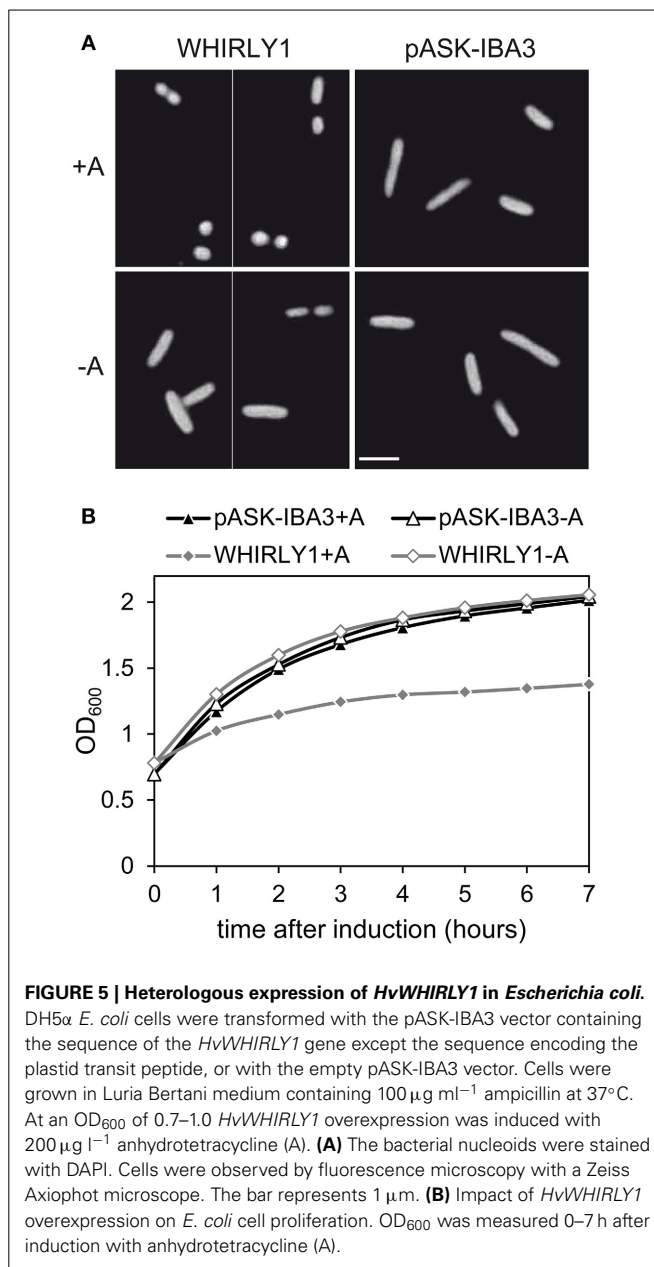 A
WHIRLY1 pASK-IBA3
+A
-A
B
pASK-IBA3+A pASK-IBA3-A
WHIRLY1+A WHIRLY1-A
2
1.5
1
0.5
0
OD600
0 1 2 3 4 5 6 7
time after induction (hours)
FIGURE 5 | Heterologous expression of HvWHIRLY1 in Escherichia coli.
DH5α E. coli cells were transformed with the pASK-IBA3 vector containing
the sequence of the HvWHIRLY1 gene except the sequence encoding the
plastid transit peptide, or with the empty pASK-IBA3 vector. Cells were
grown in Luria Bertani medium containing 100 μg ml−1 ampicillin at 37°C.
At an OD600 of 0.7–1.0 HvWHIRLY1 overexpression was induced with
200 μg l−1 anhydrotetracycline (A). (A) The bacterial nucleoids were stained
with DAPI. Cells were observed by fluorescence microscopy with a Zeiss
Axiophot microscope. The bar represents 1 μm. (B) Impact of HvWHIRLY1
overexpression on E. coli cell proliferation. OD600 was measured 0–7 h after
induction with anhydrotetracycline (A).